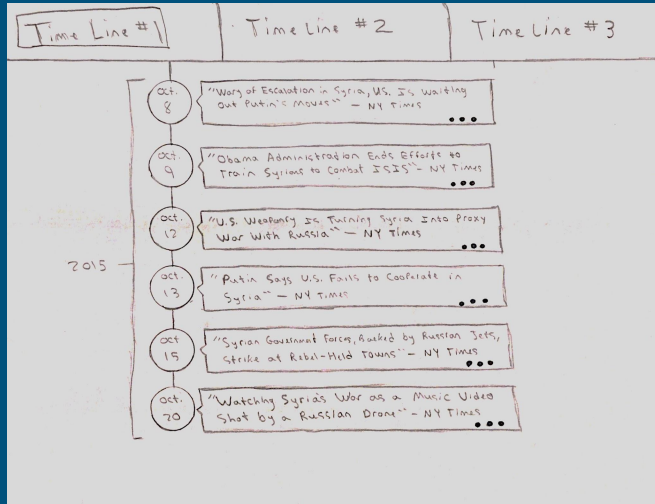 Time Line #1
Time Line #2
Time Line #3
2015
Oct.
8
"Wary of Escalation in Syria, U.S. Is Waiting
Out Putin's Moves" – NY Times
Oct.
9
"Obama Administration Ends Efforts to
Train Syrians to Combat ISIS" – NY Times
Oct.
12
"U.S. Weaponry Is Turning Syria Into Proxy
War With Russia" – NY Times
Oct.
13
"Putin Says U.S. Fails to Cooperate in
Syria" – NY Times
Oct
15
"Syrian Government Forces, Backed by Russian Jets,
Strike at Rebel-Held Towns" – NY Times
Oct.
20
"Watching Syria's War as a Music Video
Shot by a Russian Drone" – NY Times